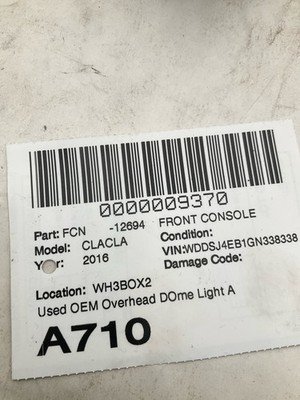 0000009370
Part: FCN -12694 FRONT CONSOLE
Model: CLACLA Condition:
Year: 2016 VIN:WDDSJ4EB1GN338338
Damage Code:
Location: WH3BOX2
Used OEM Overhead DOme Light A
A710